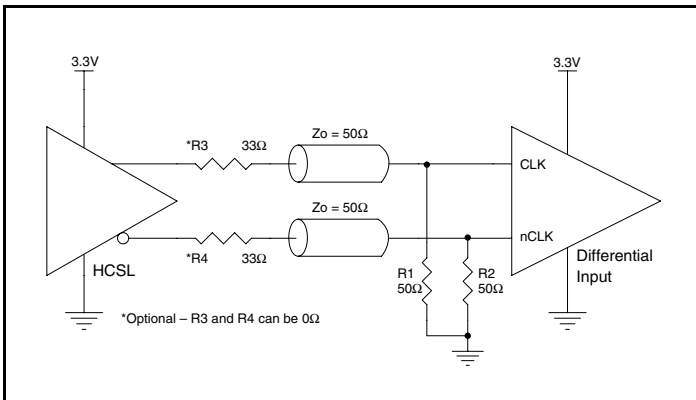 3.3V
3.3V
*R3 33Ω
Zo = 50Ω
CLK
Zo = 50Ω
nCLK
*R4 33Ω
HCSL
R1
50Ω
R2
50Ω
Differential
Input
*Optional – R3 and R4 can be 0Ω